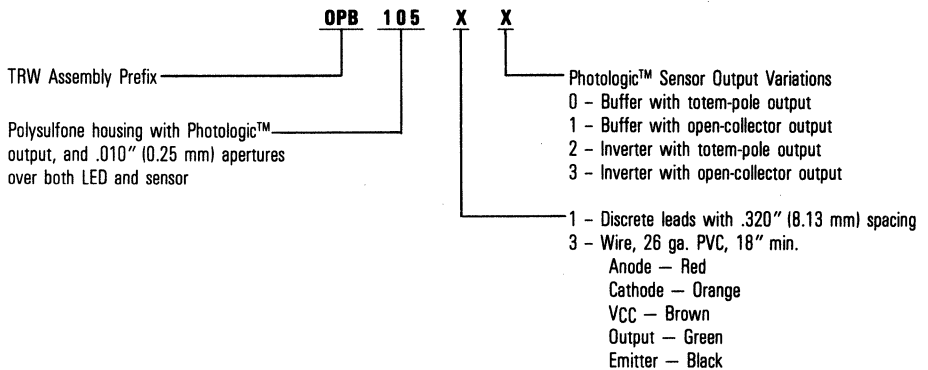 OPB 105 X X
TRW Assembly Prefix
Polysulfone housing with Photologic™
output, and .010″ (0.25 mm) apertures
over both LED and sensor
Photologic™ Sensor Output Variations
0 – Buffer with totem-pole output
1 – Buffer with open-collector output
2 – Inverter with totem-pole output
3 – Inverter with open-collector output
1 – Discrete leads with .320″ (8.13 mm) spacing
3 – Wire, 26 ga. PVC, 18″ min.
Anode — Red
Cathode — Orange
VCC — Brown
Output — Green
Emitter — Black